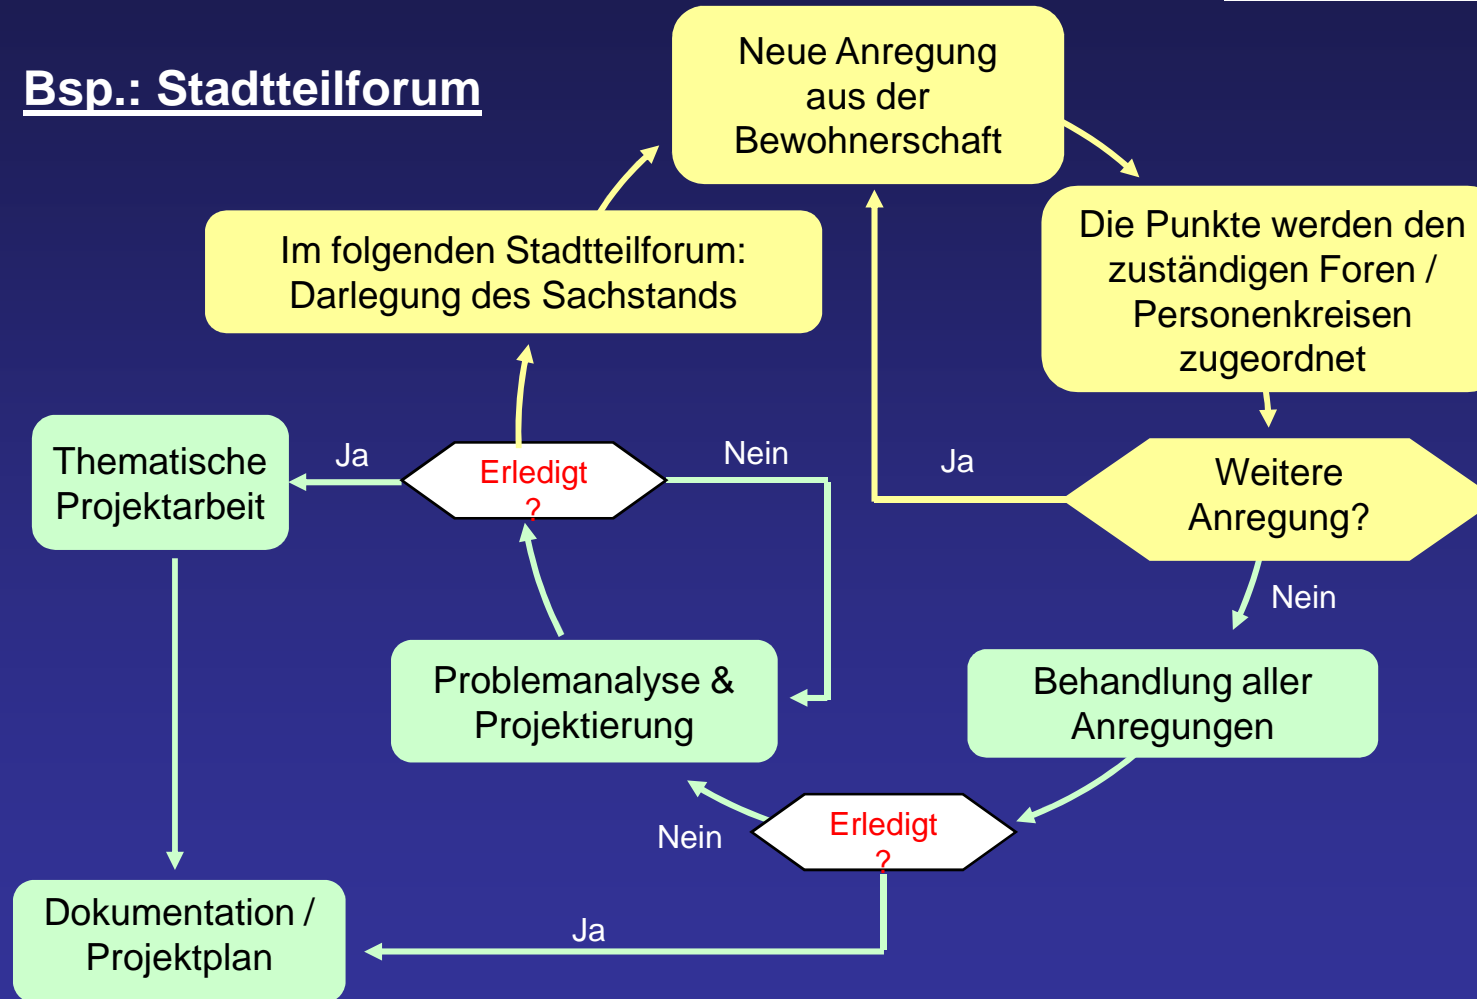 Bsp.: Stadtteilforum
Neue Anregung
aus der
Bewohnerschaft
Die Punkte werden den
zuständigen Foren /
Personenkreisen
zugeordnet
Im folgenden Stadtteilforum:
Darlegung des Sachstands
Thematische
Projektarbeit
Ja
Erledigt
?
Nein
Ja
Weitere
Anregung?
Nein
Problemanalyse &
Projektierung
Behandlung aller
Anregungen
Nein
Erledigt
?
Ja
Dokumentation /
Projektplan